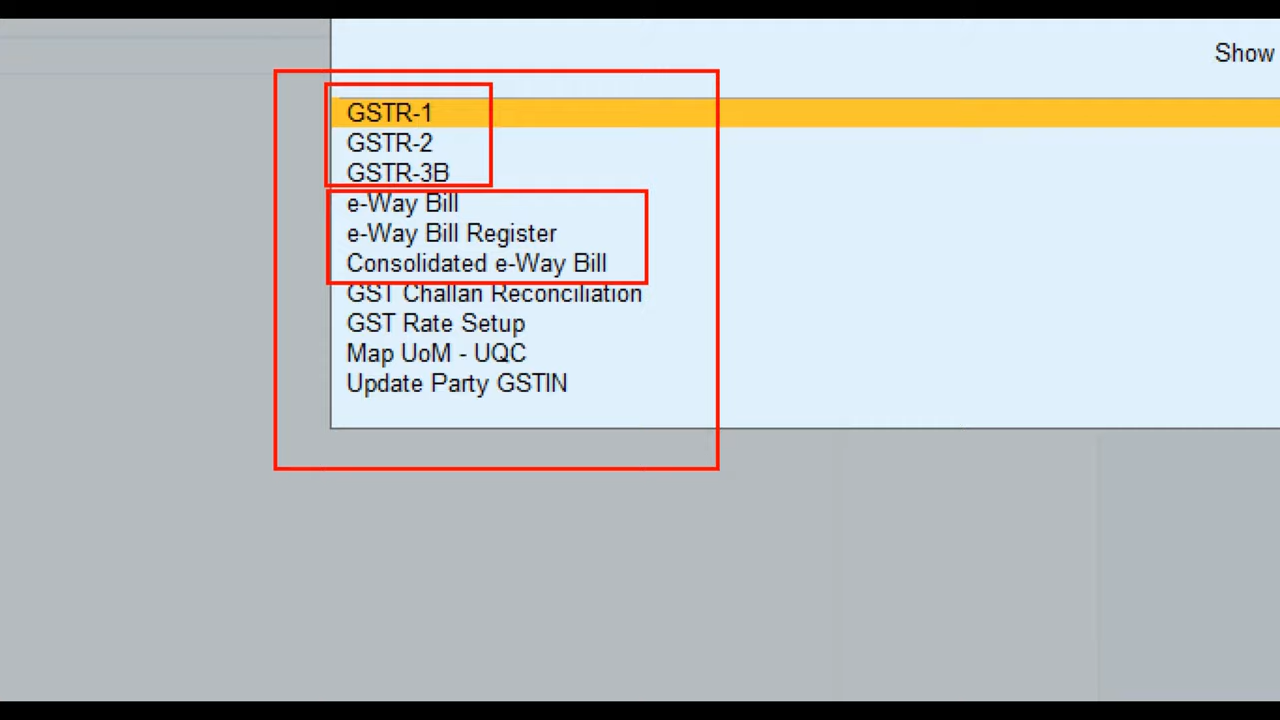 Show
GSTR-1
GSTR-2
GSTR-3B
e-Way Bill
e-Way Bill Register
Consolidated e-Way Bill
GST Challan Reconciliation
GST Rate Setup
Map UoM - UQC
Update Party GSTIN